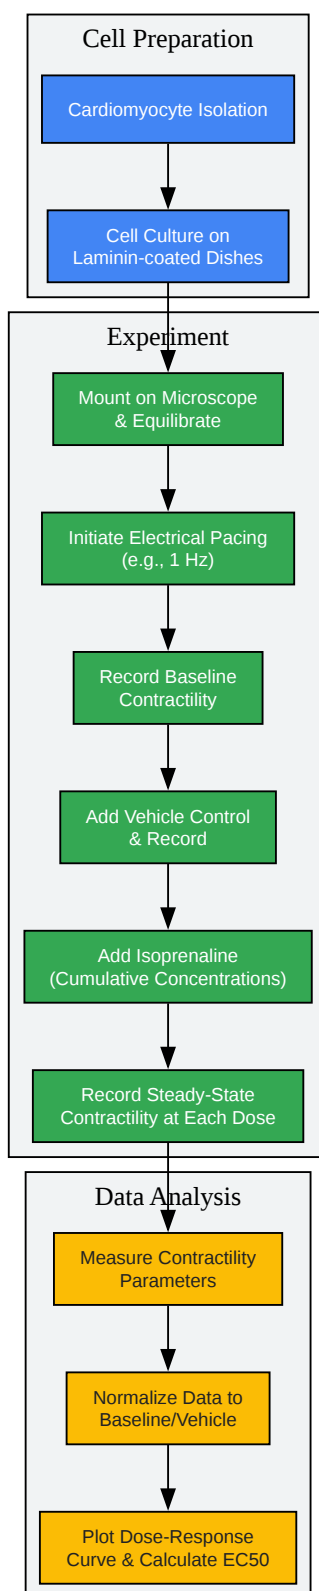 Cell Preparation
Cardiomyocyte Isolation
Cell Culture on
Laminin-coated Dishes
Experiment
Mount on Microscope
& Equilibrate
Initiate Electrical Pacing
(e.g., 1 Hz)
Record Baseline
Contractility
Add Vehicle Control
& Record
Add Isoprenaline
(Cumulative Concentrations)
Record Steady-State
Contractility at Each Dose
Data Analysis
Measure Contractility
Parameters
Normalize Data to
Baseline/Vehicle
Plot Dose-Response
Curve & Calculate EC50